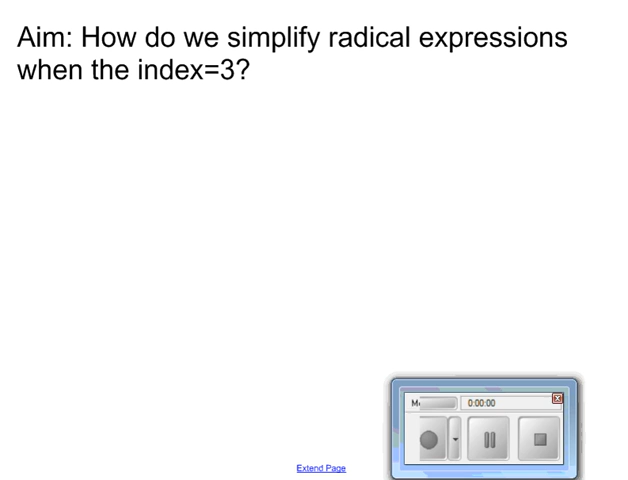 Aim: How do we simplify radical expressions
when the index=3?
0:00:00
Extend Page